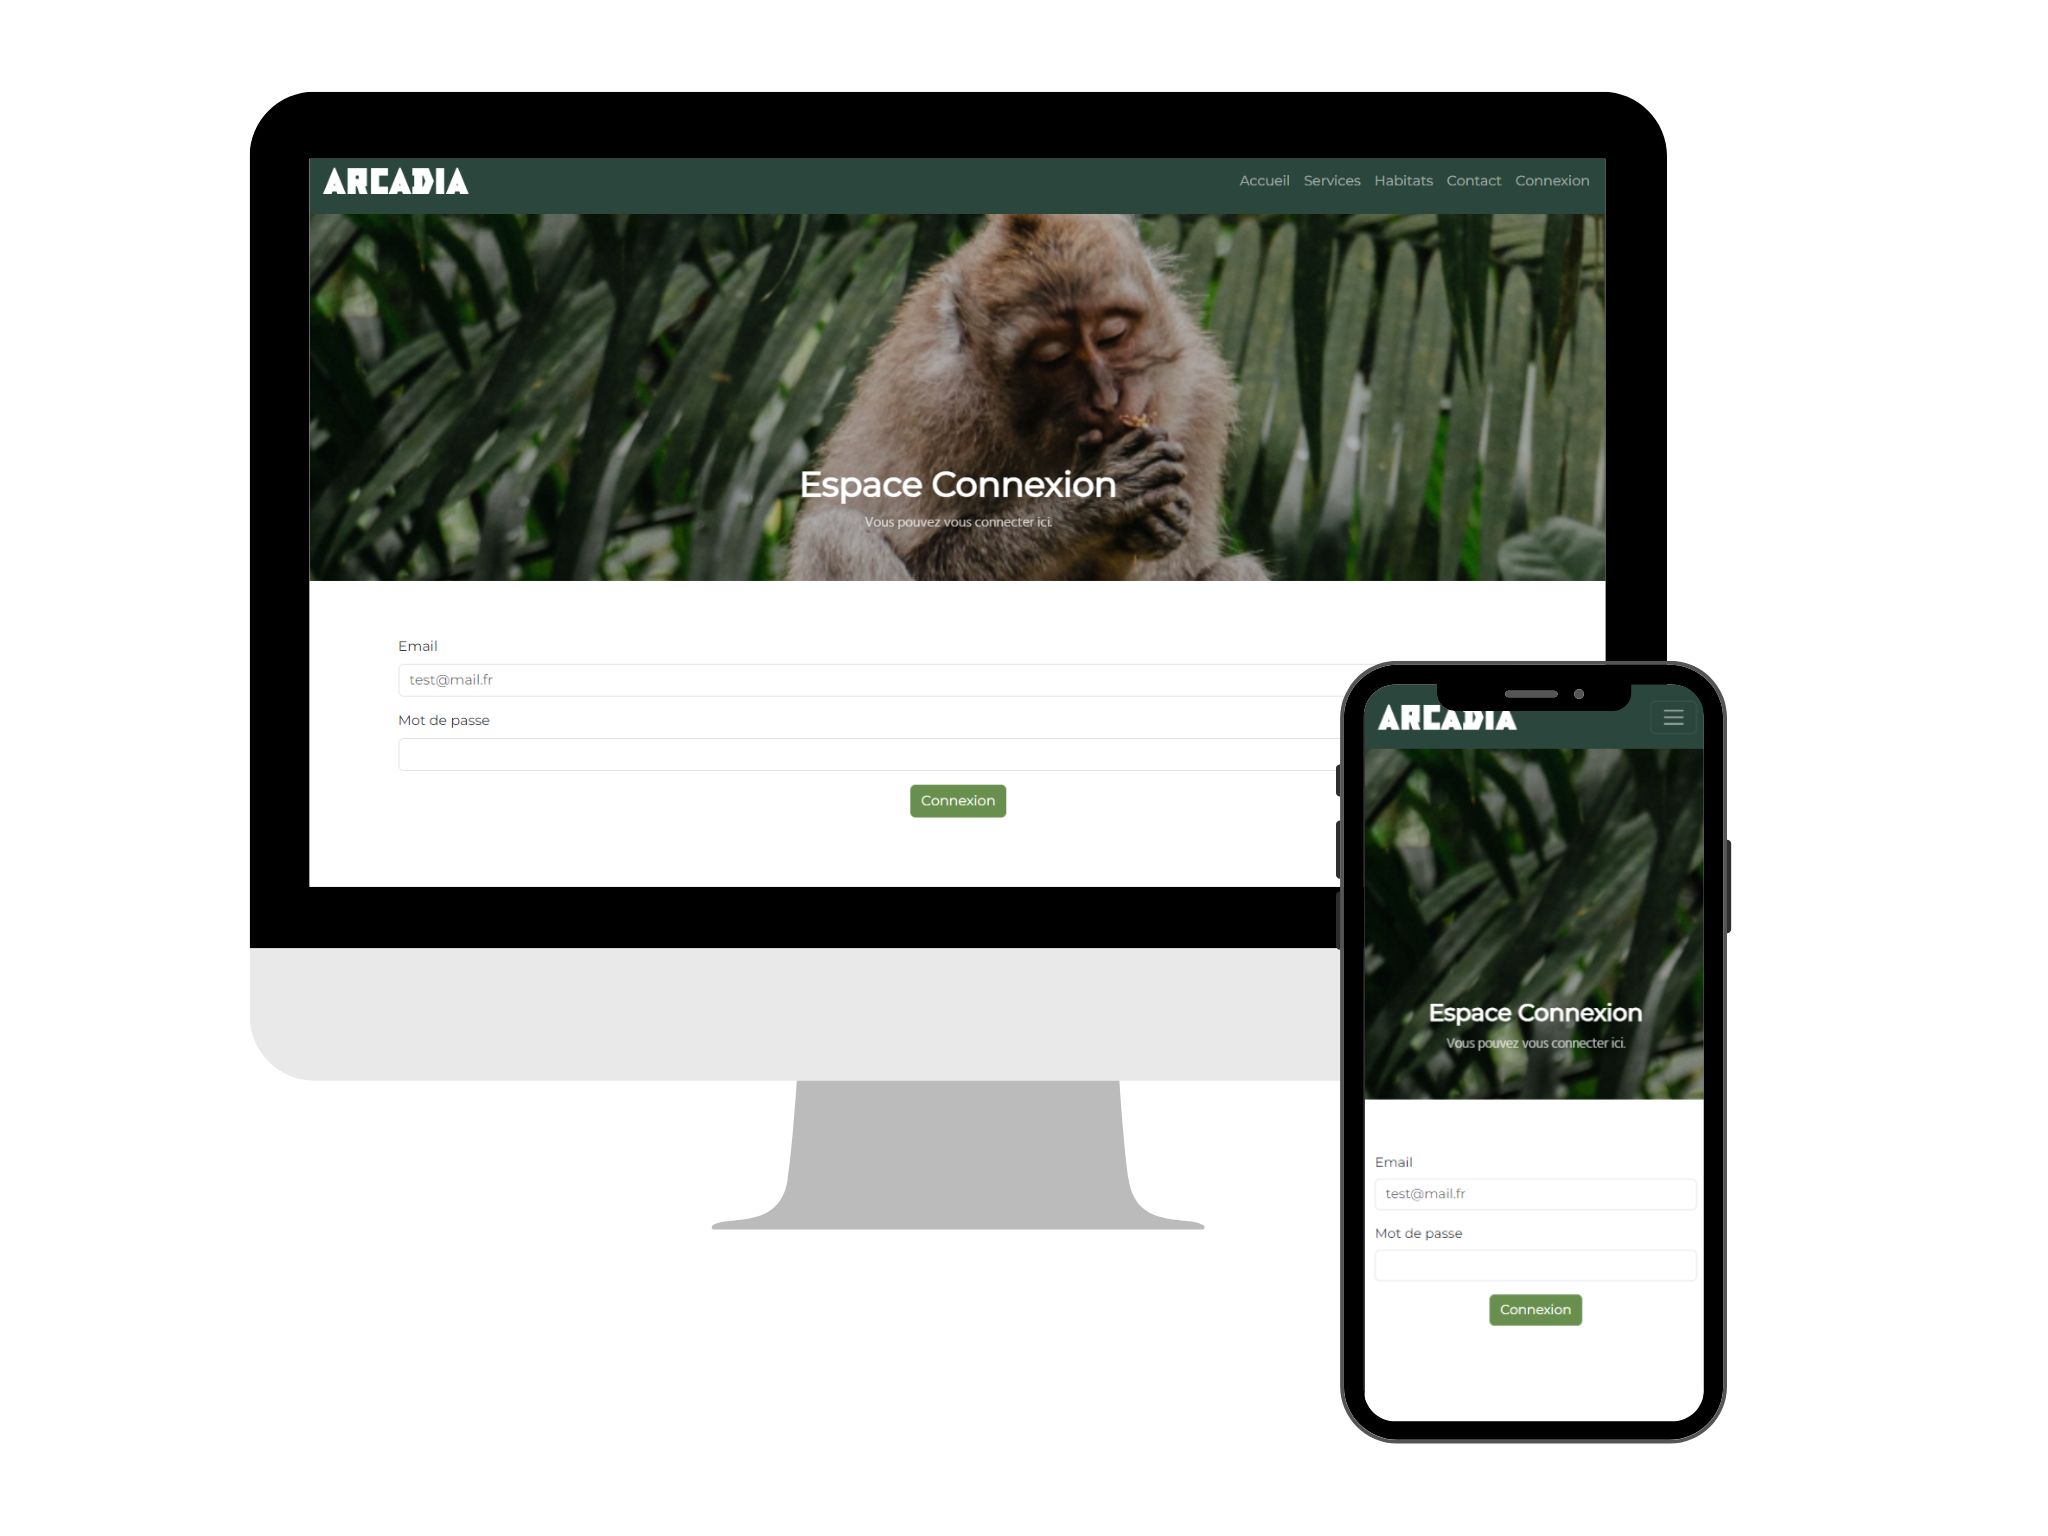 ARCADIA
Accueil Services Habitats Contact Connexion
Espace Connexion
Vous pouvez vous connecter ici.
Email
test@mail.fr
Mot de passe
Connexion
ARCADIA
Espace Connexion
Vous pouvez vous connecter ici.
Email
test@mail.fr
Mot de passe
Connexion